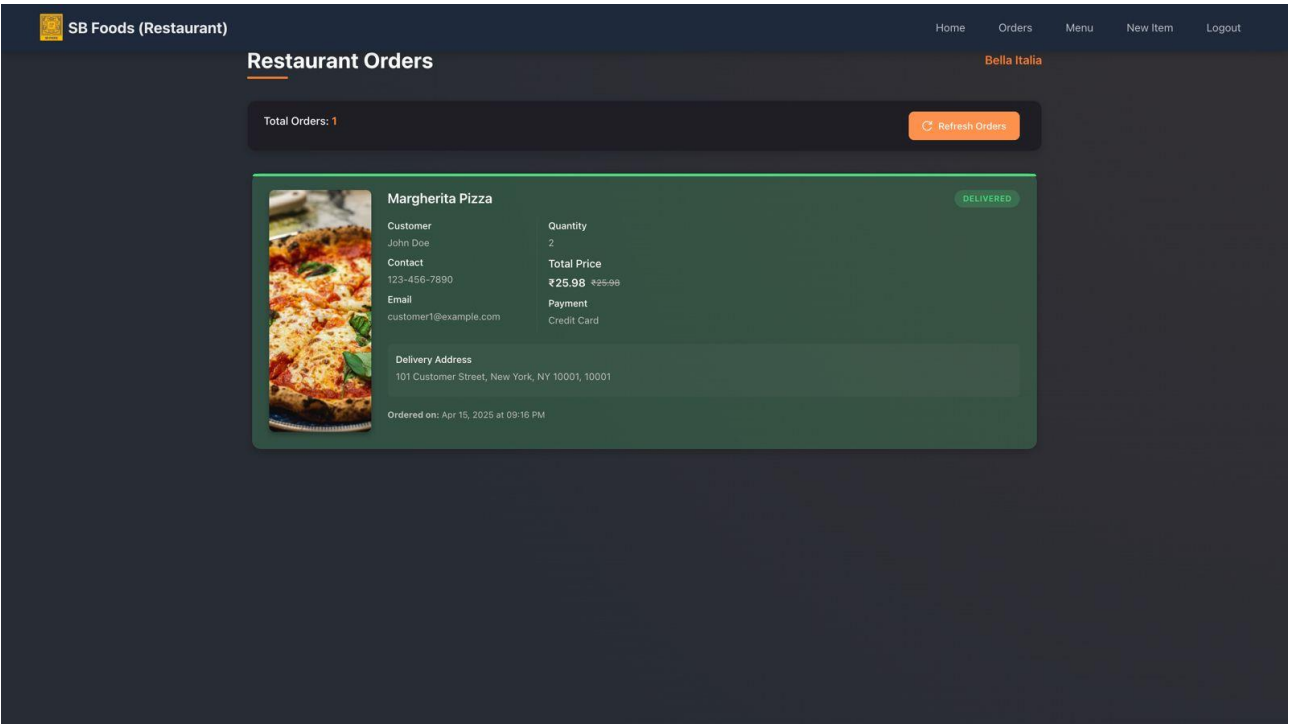 SB Foods (Restaurant)
Home Orders Menu New Item Logout
Restaurant Orders
Bella Italia
Total Orders: 1
Refresh Orders
Margherita Pizza
DELIVERED
Customer
John Doe
Contact
123-456-7890
Email
customer1@example.com
Quantity
2
Total Price
₹25.98 ₹25.98
Payment
Credit Card
Delivery Address
101 Customer Street, New York, NY 10001, 10001
Ordered on: Apr 15, 2025 at 09:16 PM